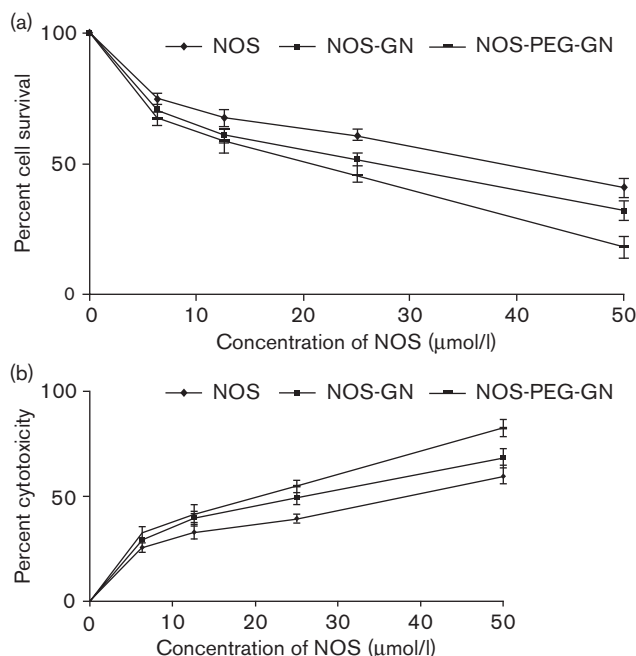 (a)
100
NOS
NOS-GN
NOS-PEG-GN
Percent cell survival
50
0
0
10
20
30
40
50
Concentration of NOS (μmol/l)
(b)
100
NOS
NOS-GN
NOS-PEG-GN
Percent cytotoxicity
50
0
0
10
20
30
40
50
Concentration of NOS (μmol/l)